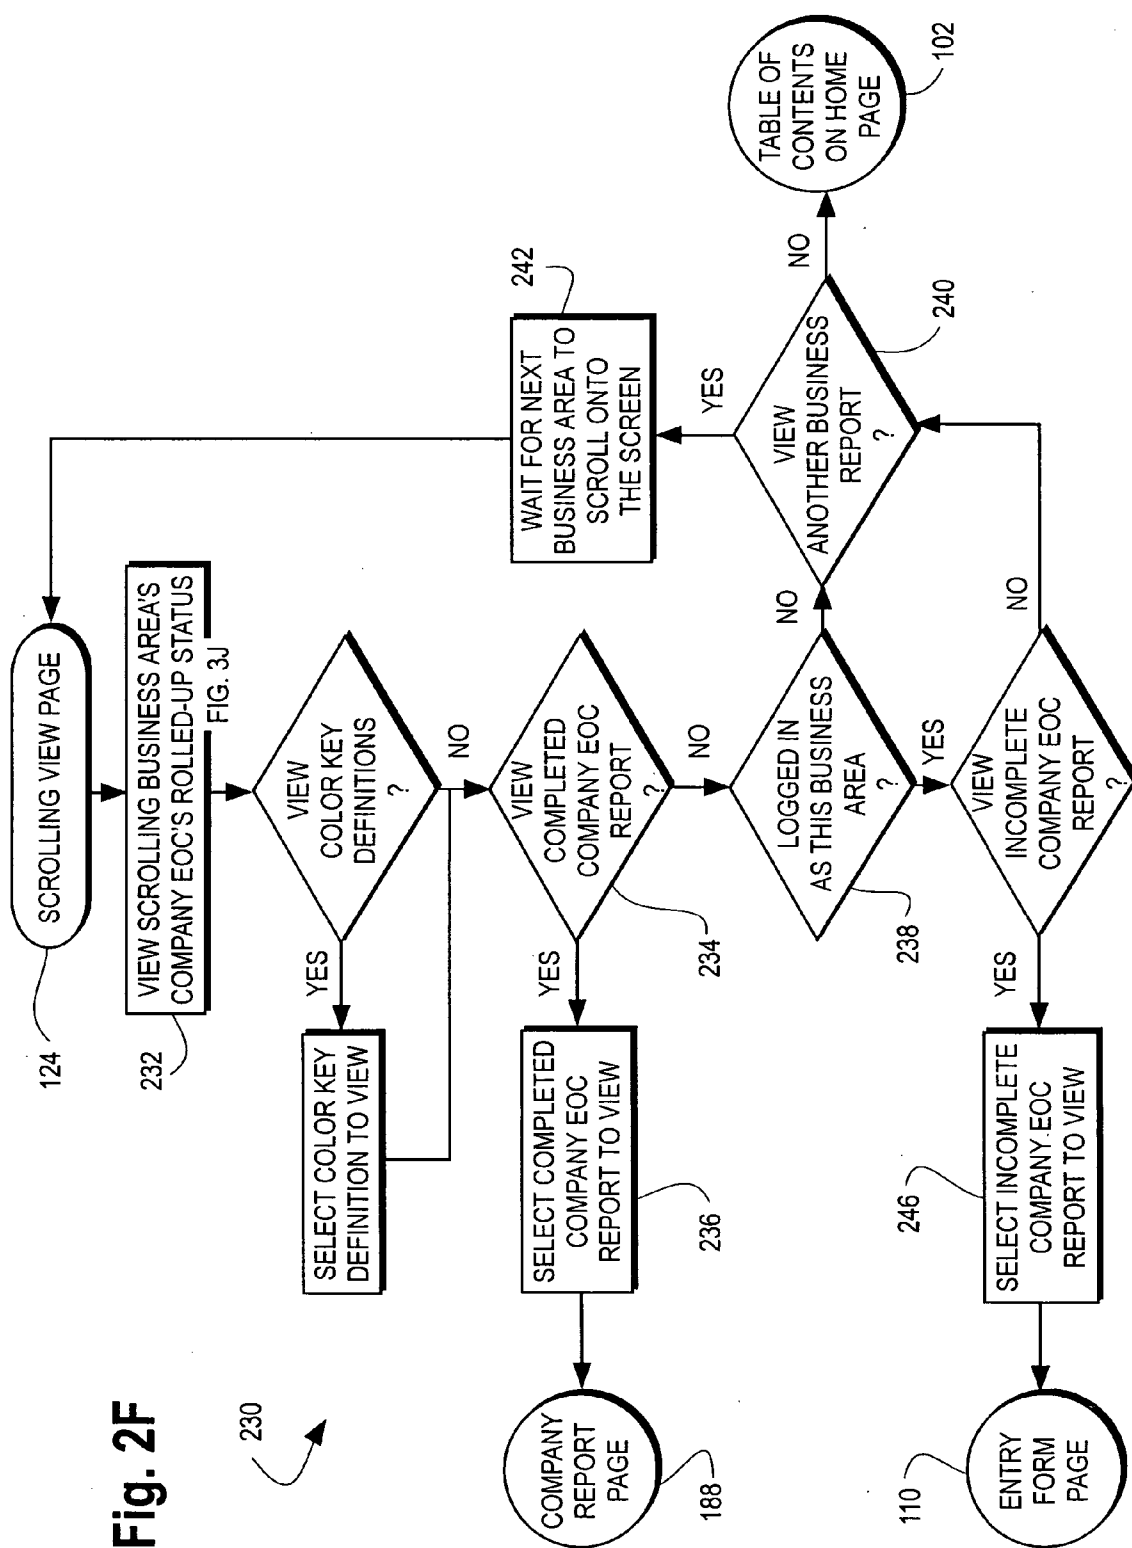 Fig. 2F
230
SCROLLING VIEW PAGE
124
VIEW SCROLLING BUSINESS AREA'S
COMPANY EOC'S ROLLED-UP STATUS
FIG. 3J
232
VIEW
COLOR KEY
DEFINITIONS
?
YES
NO
SELECT COLOR KEY
DEFINITION TO VIEW
VIEW
COMPLETED
COMPANY EOC
REPORT
?
234
YES
NO
SELECT COMPLETED
COMPANY EOC
REPORT TO VIEW
236
COMPANY
REPORT
PAGE
188
LOGGED IN
AS THIS BUSINESS
AREA
?
238
NO
YES
VIEW
ANOTHER BUSINESS
REPORT
?
240
YES
NO
WAIT FOR NEXT
BUSINESS AREA TO
SCROLL ONTO
THE SCREEN
242
TABLE OF
CONTENTS
ON HOME
PAGE
102
VIEW
INCOMPLETE
COMPANY EOC
REPORT
?
NO
YES
SELECT INCOMPLETE
COMPANY EOC
REPORT TO VIEW
246
ENTRY
FORM
PAGE
110